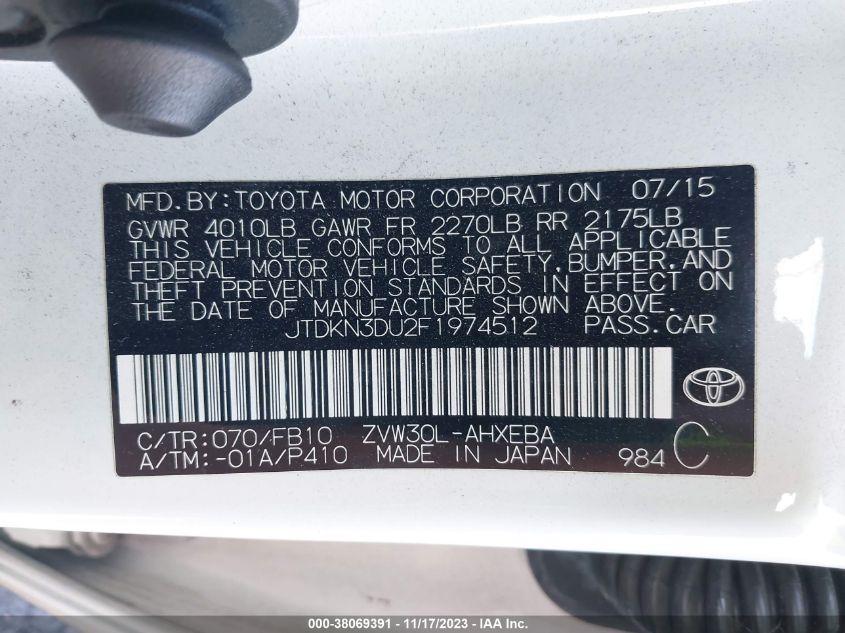 MFD.BY:TOYOTA MOTOR CORPORATION 07/15
GVWR 4010LB GAWR FR 2270LB RR 2175LB
THIS VEHICLE CONFORMS TO ALL APPLICABLE
FEDERAL MOTOR VEHICLE SAFETY,BUMPER,AND
THEFT PREVENTION STANDARDS IN EFFECT ON
THE DATE OF MANUFACTURE SHOWN ABOVE.
JTDKN3DU2F1974512 PASS.CAR
C/TR:070/FB10 ZVW30L-AHXEBA
A/TM:-01A/P410 MADE IN JAPAN 984 C
000-38069391 - 11/17/2023 - IAA Inc.